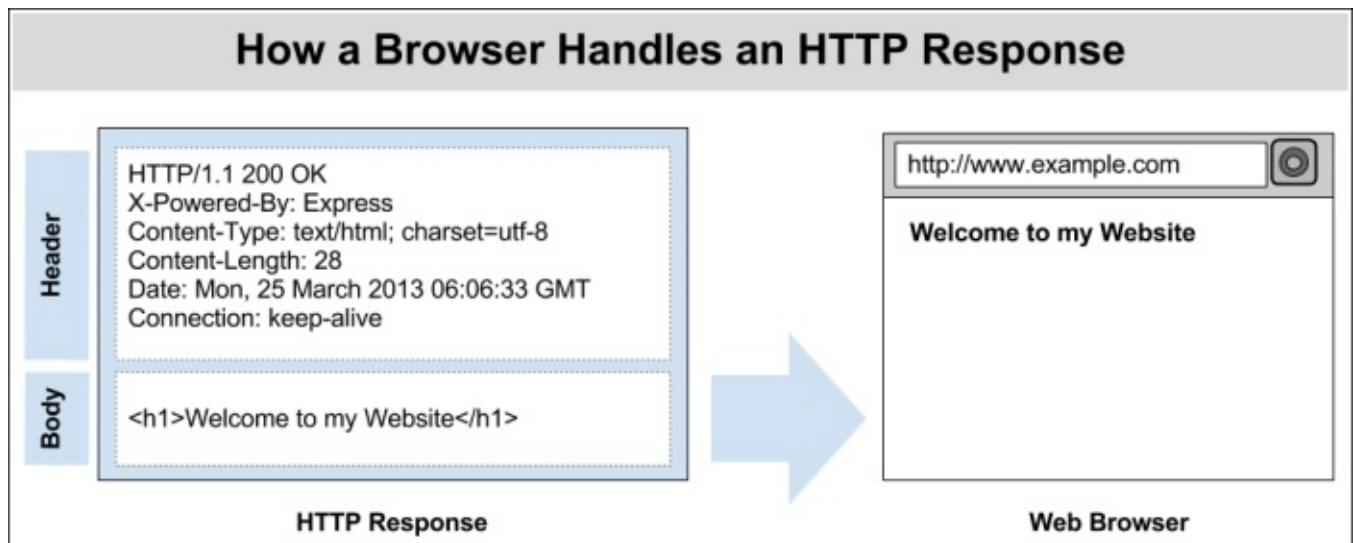 How a Browser Handles an HTTP Response
Header
HTTP/1.1 200 OK
X-Powered-By: Express
Content-Type: text/html; charset=utf-8
Content-Length: 28
Date: Mon, 25 March 2013 06:06:33 GMT
Connection: keep-alive
Body
<h1>Welcome to my Website</h1>
HTTP Response
http://www.example.com
Welcome to my Website
Web Browser